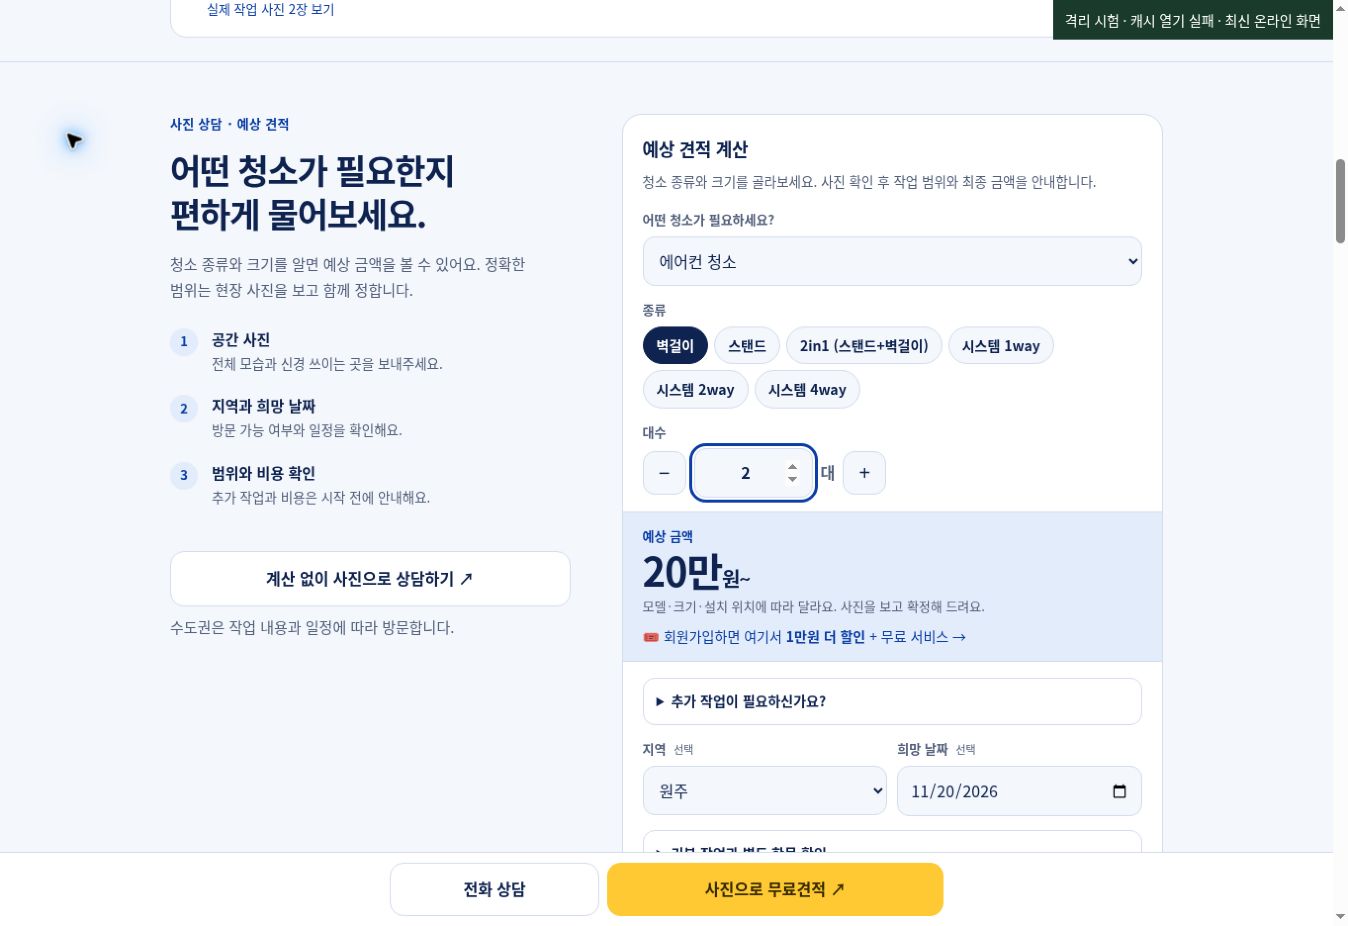 실제 작업 사진 2장 보기
격리 시험 · 캐시 열기 실패 · 최신 온라인 화면
사진 상담 · 예상 견적
어떤 청소가 필요한지
편하게 물어보세요.
청소 종류와 크기를 알면 예상 금액을 볼 수 있어요. 정확한
범위는 현장 사진을 보고 함께 정합니다.
1 공간 사진
전체 모습과 신경 쓰이는 곳을 보내주세요.
2 지역과 희망 날짜
방문 가능 여부와 일정을 확인해요.
3 범위와 비용 확인
추가 작업과 비용은 시작 전에 안내해요.
계산 없이 사진으로 상담하기 ↗
수도권은 작업 내용과 일정에 따라 방문합니다.
예상 견적 계산
청소 종류와 크기를 골라보세요. 사진 확인 후 작업 범위와 최종 금액을 안내합니다.
어떤 청소가 필요하세요?
에어컨 청소
종류
벽걸이 스탠드 2in1 (스탠드+벽걸이) 시스템 1way
시스템 2way 시스템 4way
대수
− 2 대 +
예상 금액
20만원~
모델·크기·설치 위치에 따라 달라요. 사진을 보고 확정해 드려요.
🎟 회원가입하면 여기서 1만원 더 할인 + 무료 서비스 →
▶ 추가 작업이 필요하신가요?
지역 선택 희망 날짜 선택
원주 11/20/2026
전화 상담 사진으로 무료견적 ↗